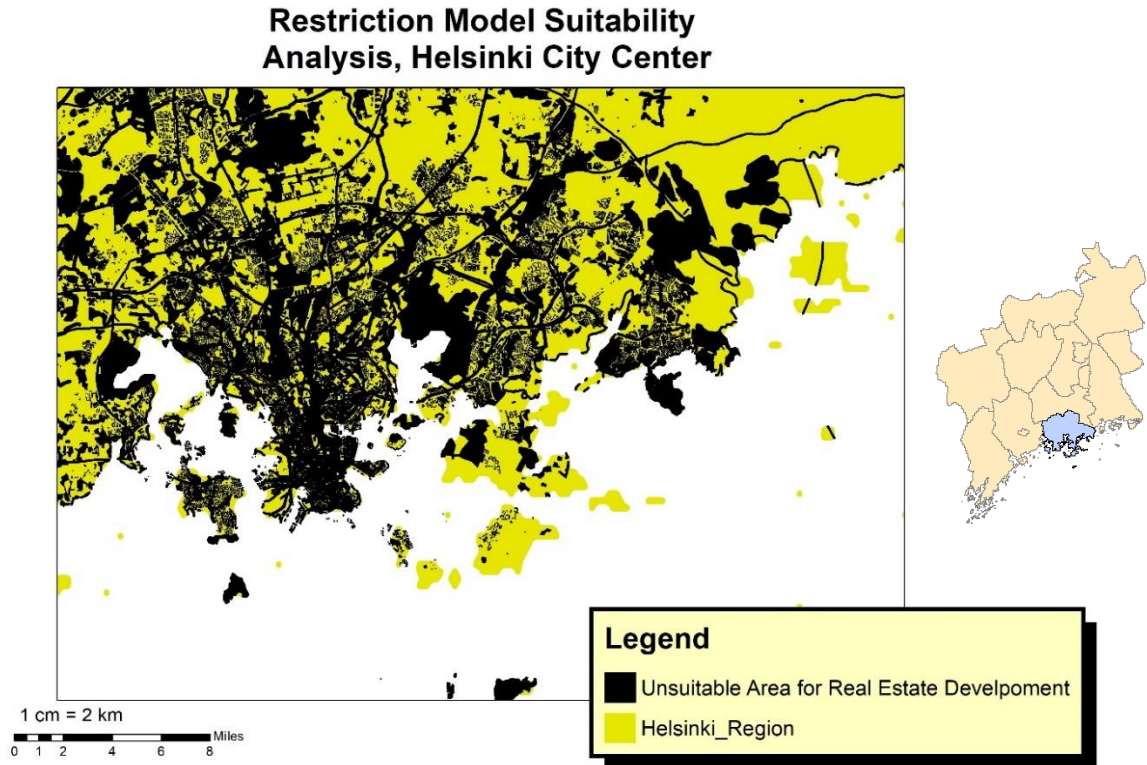 Restriction Model Suitability
Analysis, Helsinki City Center
Legend
Unsuitable Area for Real Estate Develpoment
Helsinki_Region
1 cm = 2 km
Miles
0 1 2 4 6 8